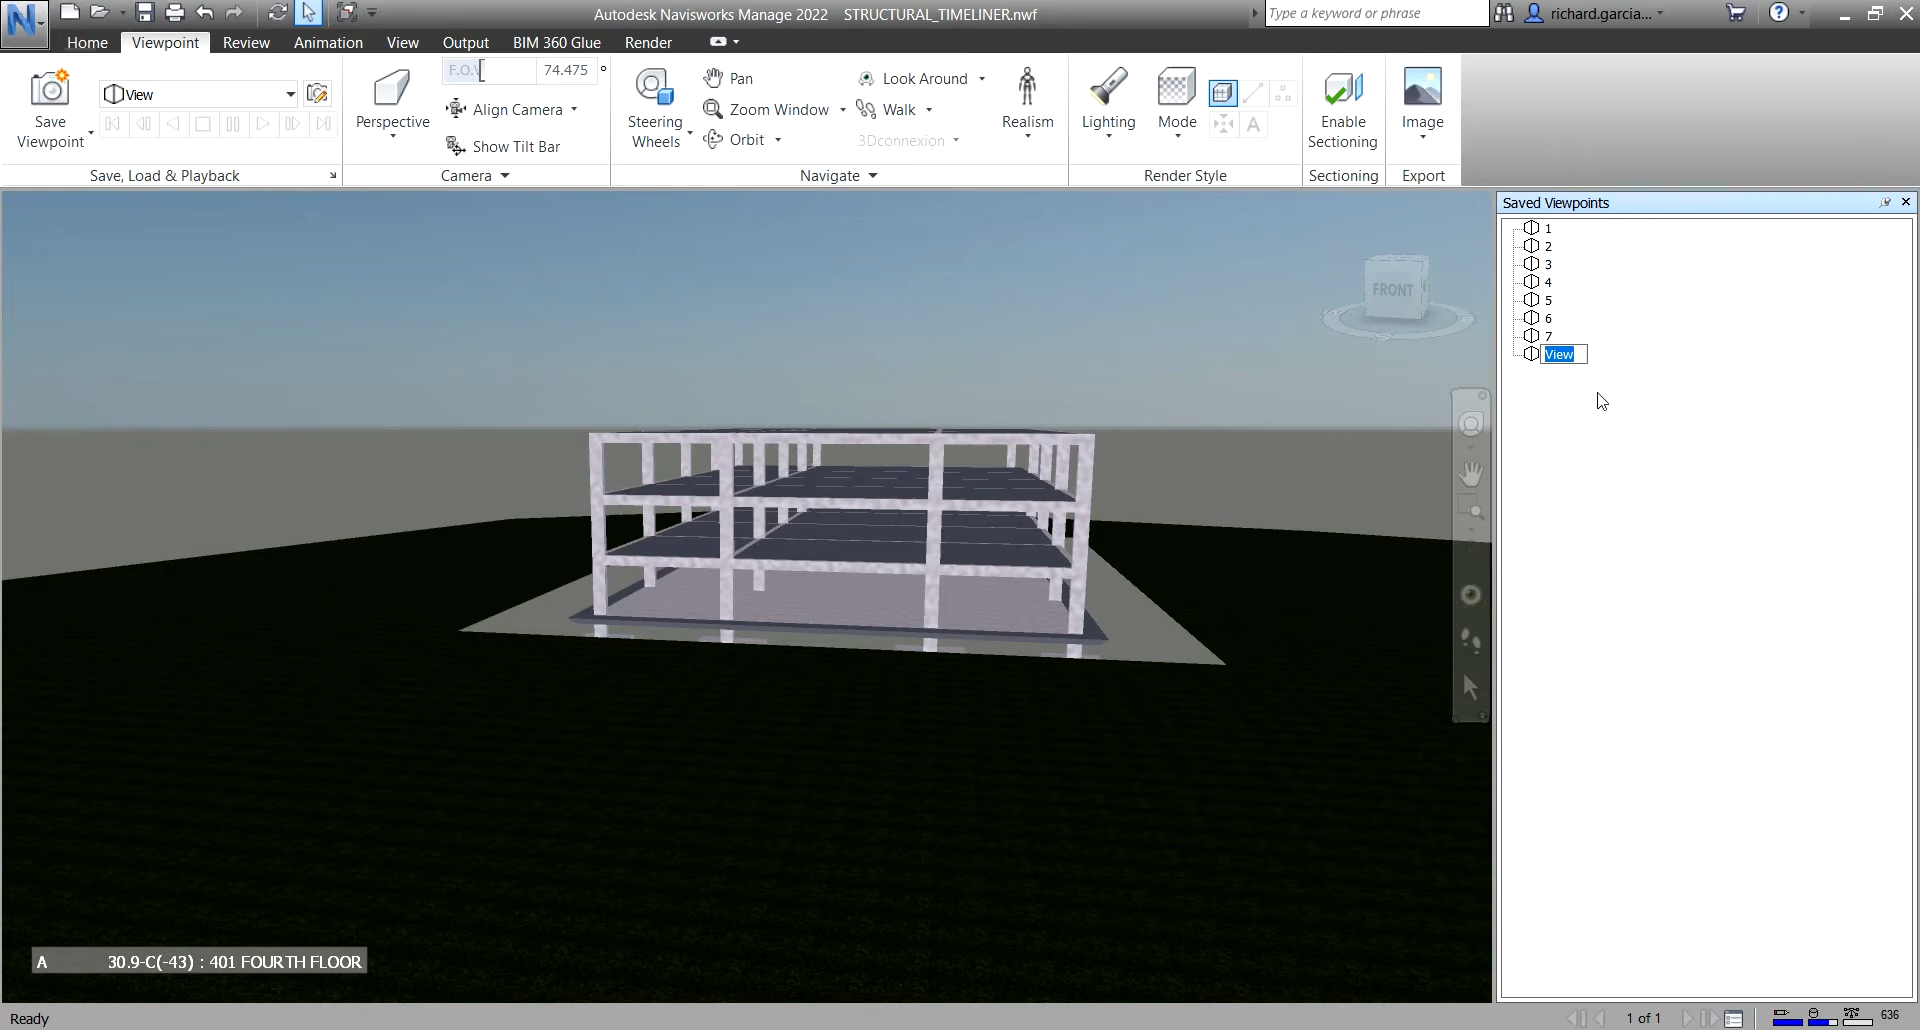 Autodesk Navisworks Manage 2022 STRUCTURAL_TIMELINER.nwf
Type a keyword or phrase
richard.garcia...
Home Viewpoint Review Animation View Output BIM 360 Glue Render
Save Viewpoint
View
Save, Load & Playback
Perspective
F.O.V
74.475 °
Align Camera
Show Tilt Bar
Camera
Steering Wheels
Pan
Zoom Window
Orbit
Look Around
Walk
3Dconnexion
Realism
Navigate
Lighting
Mode
A
Render Style
Enable Sectioning
Sectioning
Image
Export
FRONT
Saved Viewpoints
1
2
3
4
5
6
7
View
A 30.9-C(-43) : 401 FOURTH FLOOR
Ready
1 of 1
636